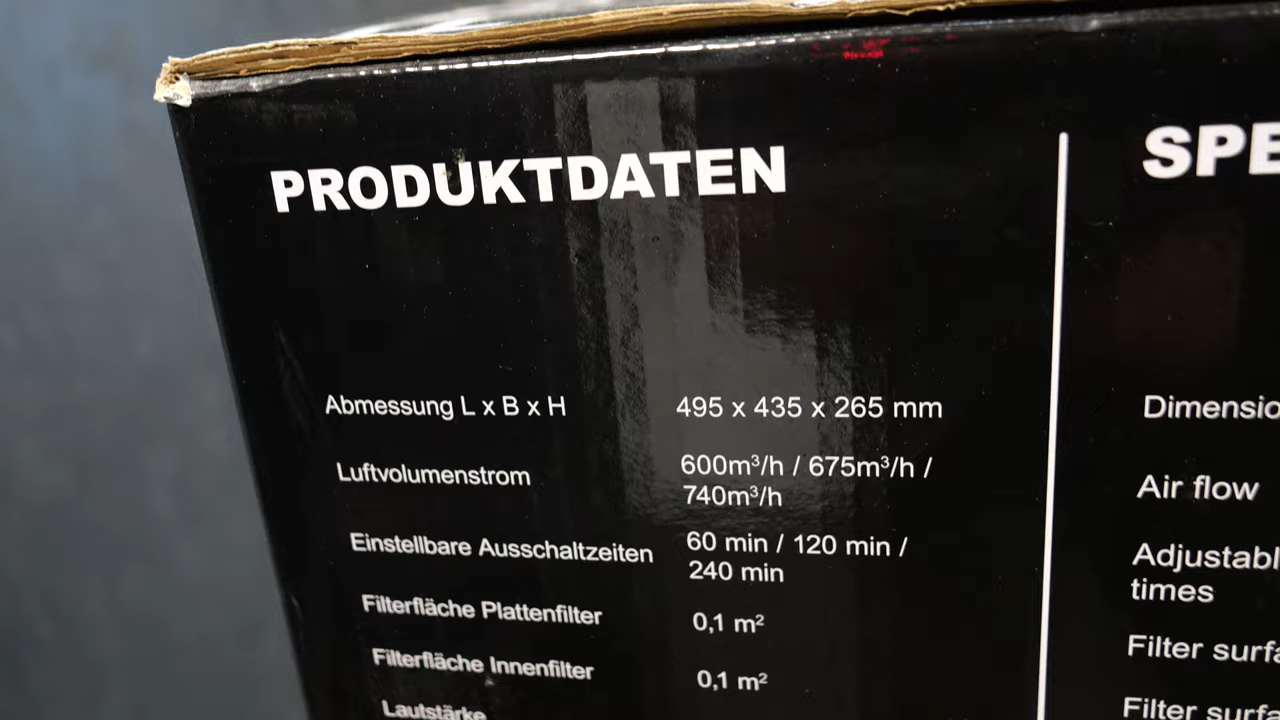 PRODUKTDATEN
Abmessung L x B x H 495 x 435 x 265 mm
Luftvolumenstrom 600m³/h / 675m³/h /
740m³/h
Einstellbare Ausschaltzeiten 60 min / 120 min /
240 min
Filterfläche Plattenfilter 0,1 m²
Filterfläche Innenfilter 0,1 m²
Lautstärke
SPE
Dimensio
Air flow
Adjustabl
times
Filter surfa
Filter surfa